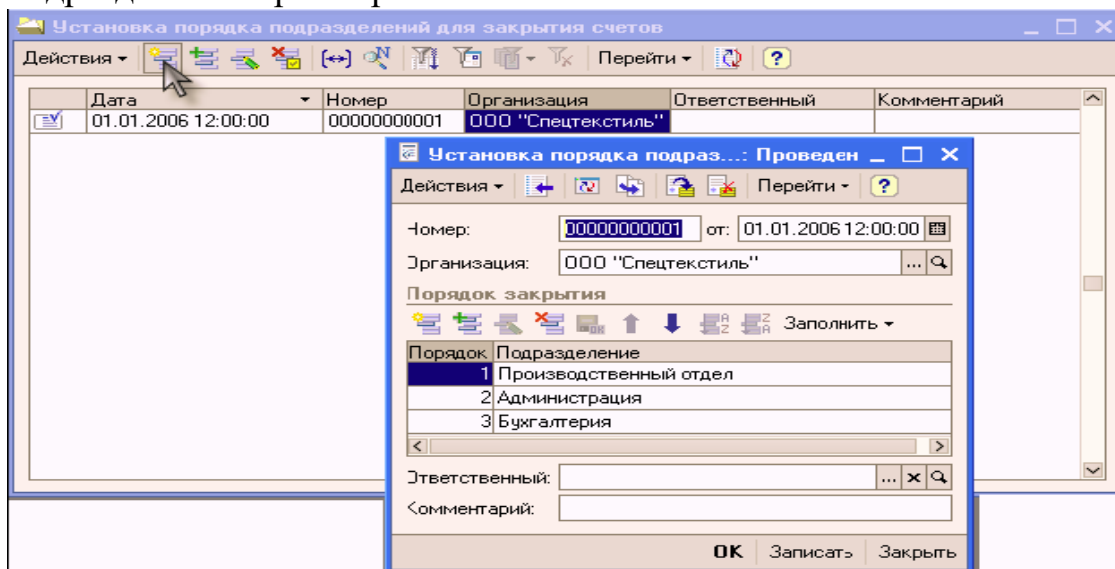 Установка порядка подразделений для закрытия счетов
Действия Перейти ?
Дата Номер Организация Ответственный Комментарий
01.01.2006 12:00:00 00000000001 ООО "Спецтекстиль"
Установка порядка подраз...: Проведен
Действия Перейти ?
Номер: 00000000001 от: 01.01.2006 12:00:00
Организация: ООО "Спецтекстиль" ...
Порядок закрытия
Заполнить
Порядок Подразделение
1 Производственный отдел
2 Администрация
3 Бухгалтерия
Ответственный: ... x
Комментарий:
OK Записать Закрыть